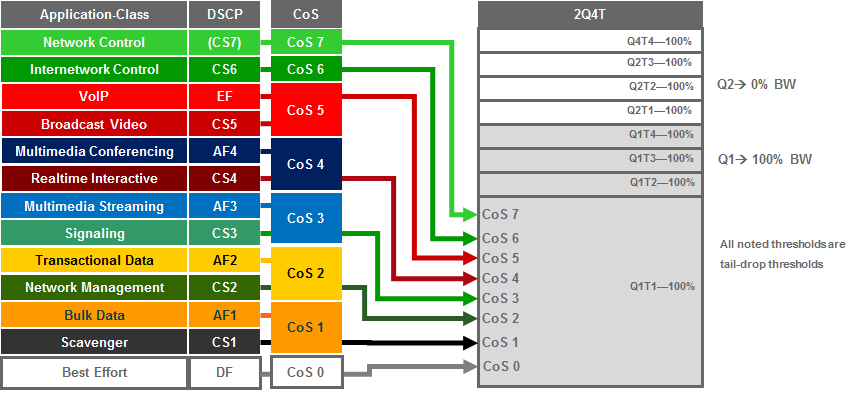 Application-Class DSCP CoS 2Q4T
Network Control (CS7) CoS 7 Q4T4—100%
Internetwork Control CS6 CoS 6 Q2T3—100%
VoIP EF CoS 5 Q2T2—100% Q2→ 0% BW
Broadcast Video CS5 Q2T1—100%
Multimedia Conferencing AF4 CoS 4 Q1T4—100%
Realtime Interactive CS4 Q1T3—100% Q1→ 100% BW
Multimedia Streaming AF3 CoS 3 Q1T2—100%
Signaling CS3 CoS 7
Transactional Data AF2 CoS 2 CoS 6 All noted thresholds are
Network Management CS2 CoS 5 tail-drop thresholds
Bulk Data AF1 CoS 1 CoS 4 Q1T1—100%
Scavenger CS1 CoS 3
Best Effort DF CoS 0 CoS 2
CoS 1
CoS 0